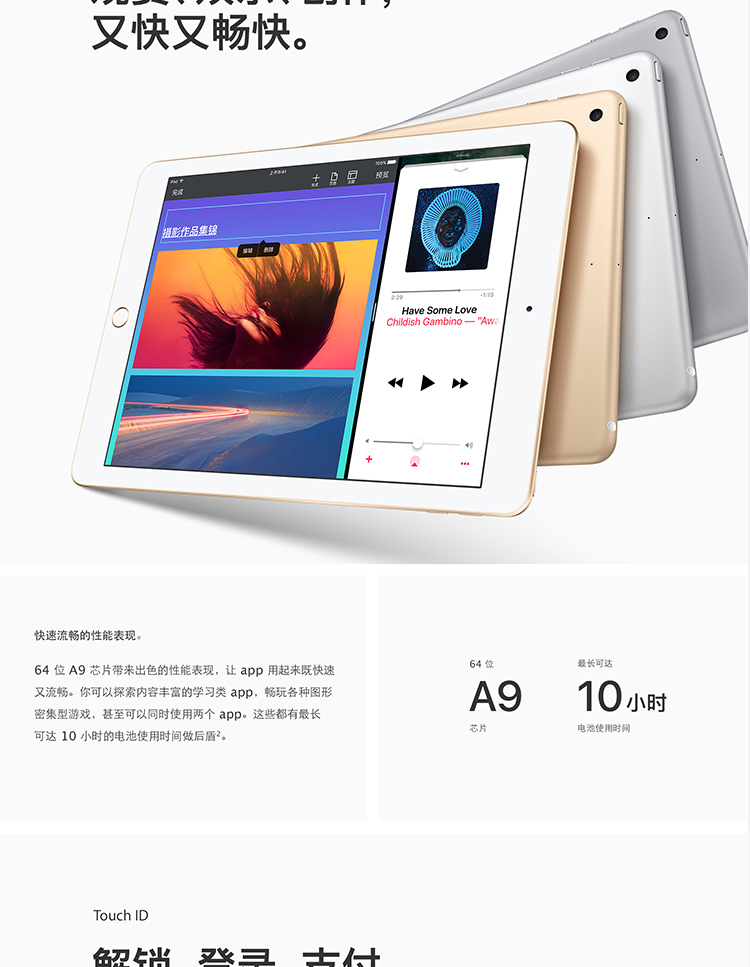 又快又畅快。
iPad
上午9:41
100%
完成
预览
摄影作品集锦
编辑 删除
2:29 -1:15
Have Some Love
Childish Gambino — "Awa
快速流畅的性能表现。
64 位 A9 芯片带来出色的性能表现，让 app 用起来既快速
又流畅。你可以探索内容丰富的学习类 app，畅玩各种图形
密集型游戏，甚至可以同时使用两个 app。这些都有最长
可达 10 小时的电池使用时间做后盾²。
64 位
A9
芯片
最长可达
10 小时
电池使用时间
Touch ID
解锁、登录、支付